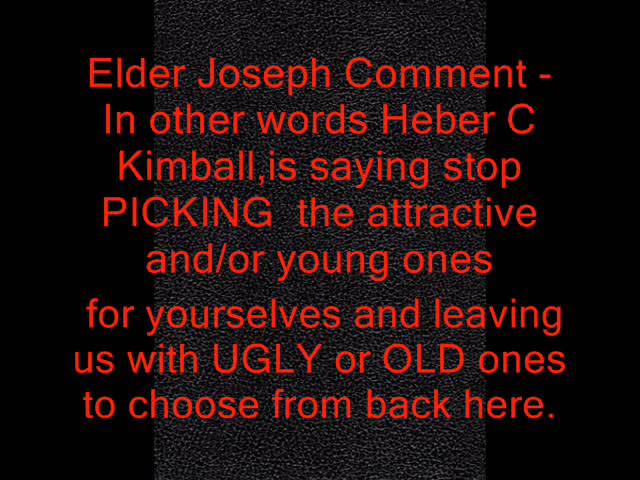 Elder Joseph Comment -
In other words Heber C
Kimball,is saying stop
PICKING  the attractive
and/or young ones
for yourselves and leaving
us with UGLY or OLD ones
to choose from back here.